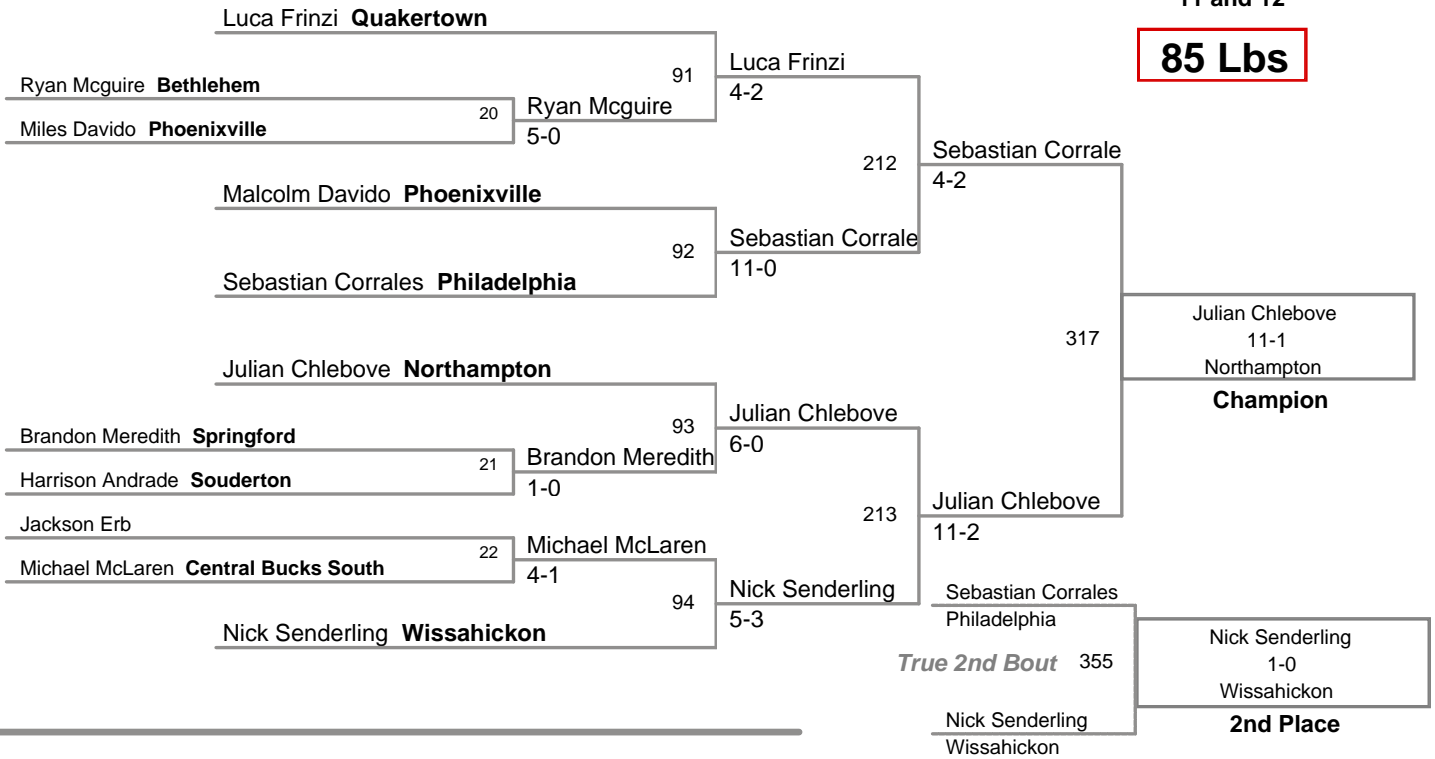 11 and 12
85 Lbs
Luca Frinzi Quakertown
Ryan Mcguire Bethlehem
20
Miles Davido Phoenixville
Ryan Mcguire
5-0
91
Luca Frinzi
4-2
Malcolm Davido Phoenixville
92
Sebastian Corrales Philadelphia
Sebastian Corrale
11-0
212
Sebastian Corrale
4-2
Julian Chlebove Northampton
Brandon Meredith Springford
21
Harrison Andrade Souderton
Brandon Meredith
1-0
93
Julian Chlebove
6-0
Jackson Erb
22
Michael McLaren Central Bucks South
Michael McLaren
4-1
94
Nick Senderling Wissahickon
Nick Senderling
5-3
213
Julian Chlebove
11-2
317
Julian Chlebove
11-1
Northampton
Champion
Sebastian Corrales
Philadelphia
True 2nd Bout 355
Nick Senderling
Wissahickon
Nick Senderling
1-0
Wissahickon
2nd Place